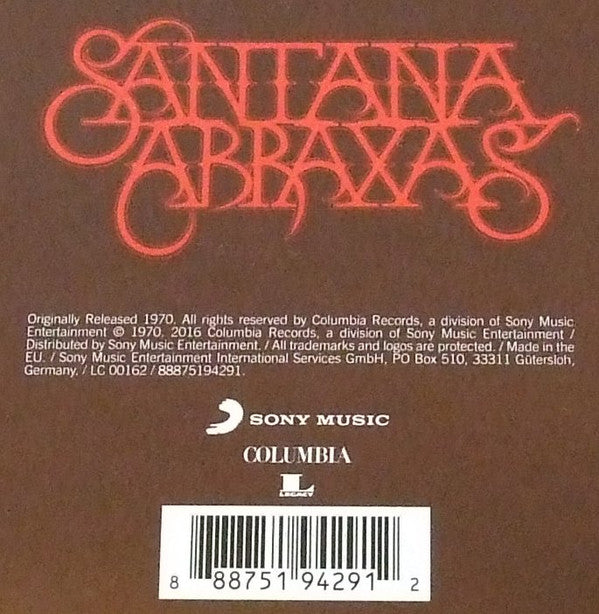 SANTANA
ABRAXAS
Originally Released 1970. All rights reserved by Columbia Records, a division of Sony Music
Entertainment © 1970, 2016 Columbia Records, a division of Sony Music Entertainment /
Distributed by Sony Music Entertainment. / All trademarks and logos are protected. / Made in the
EU. / Sony Music Entertainment International Services GmbH, PO Box 510, 33311 Gütersloh,
Germany. / LC 00162 / 88875194291.
SONY MUSIC
COLUMBIA
L
LEGACY
8 88751 94291 2